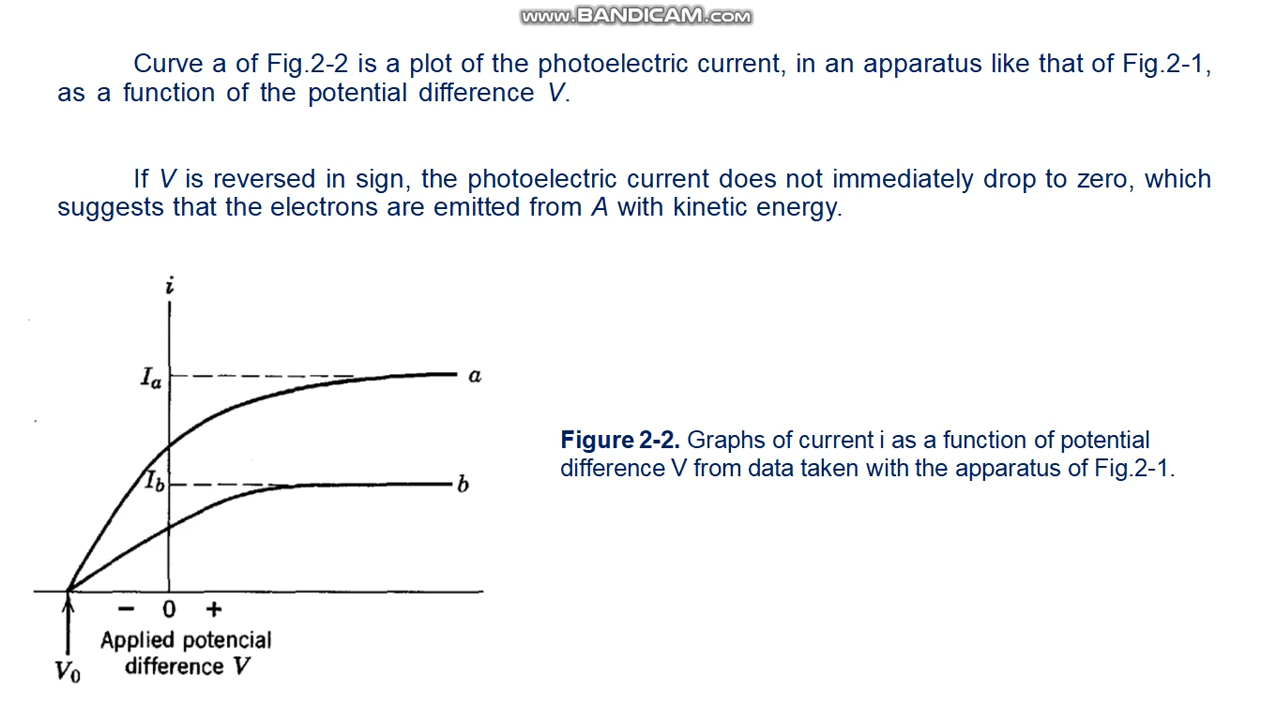 www.BANDICAM.com
Curve a of Fig.2-2 is a plot of the photoelectric current, in an apparatus like that of Fig.2-1,
as a function of the potential difference V.
If V is reversed in sign, the photoelectric current does not immediately drop to zero, which
suggests that the electrons are emitted from A with kinetic energy.
i
Ia
a
Ib
b
Figure 2-2. Graphs of current i as a function of potential
difference V from data taken with the apparatus of Fig.2-1.
− 0 +
Applied potencial
difference V
V0